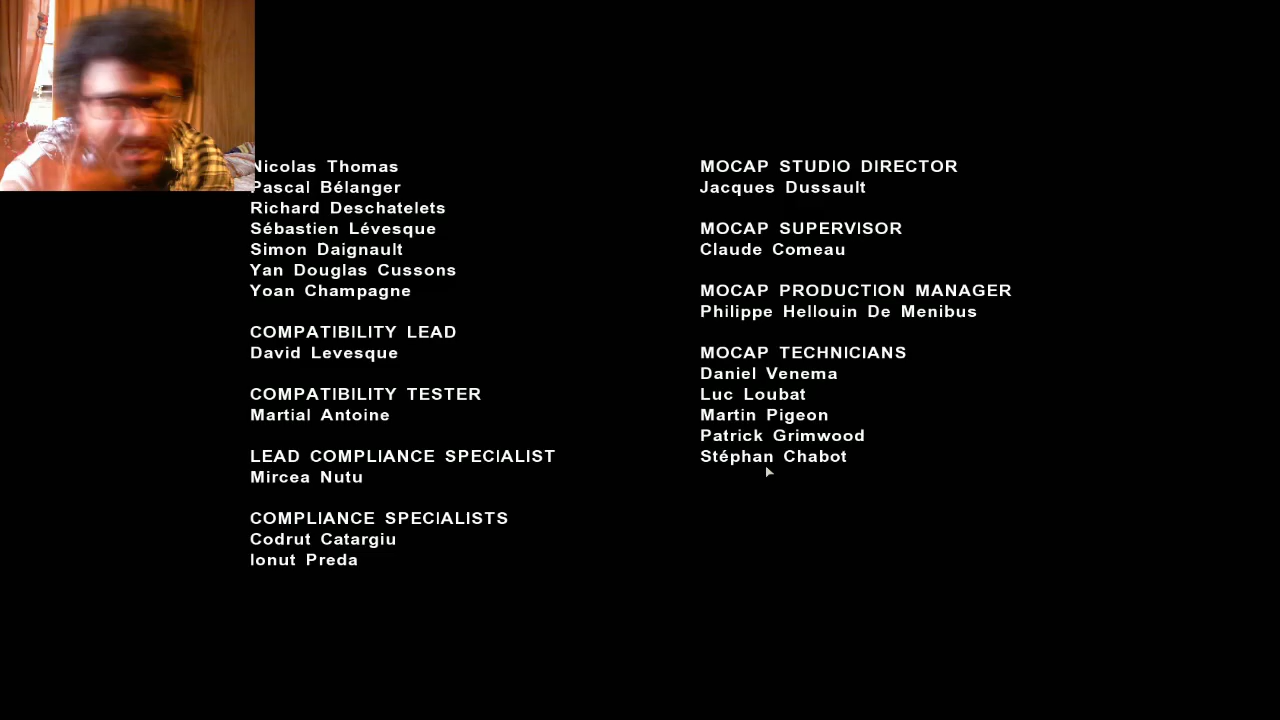 Nicolas Thomas
Pascal Bélanger
Richard Deschatelets
Sébastien Lévesque
Simon Daignault
Yan Douglas Cussons
Yoan Champagne
COMPATIBILITY LEAD
David Levesque
COMPATIBILITY TESTER
Martial Antoine
LEAD COMPLIANCE SPECIALIST
Mircea Nutu
COMPLIANCE SPECIALISTS
Codrut Catargiu
Ionut Preda
MOCAP STUDIO DIRECTOR
Jacques Dussault
MOCAP SUPERVISOR
Claude Comeau
MOCAP PRODUCTION MANAGER
Philippe Hellouin De Menibus
MOCAP TECHNICIANS
Daniel Venema
Luc Loubat
Martin Pigeon
Patrick Grimwood
Stéphan Chabot